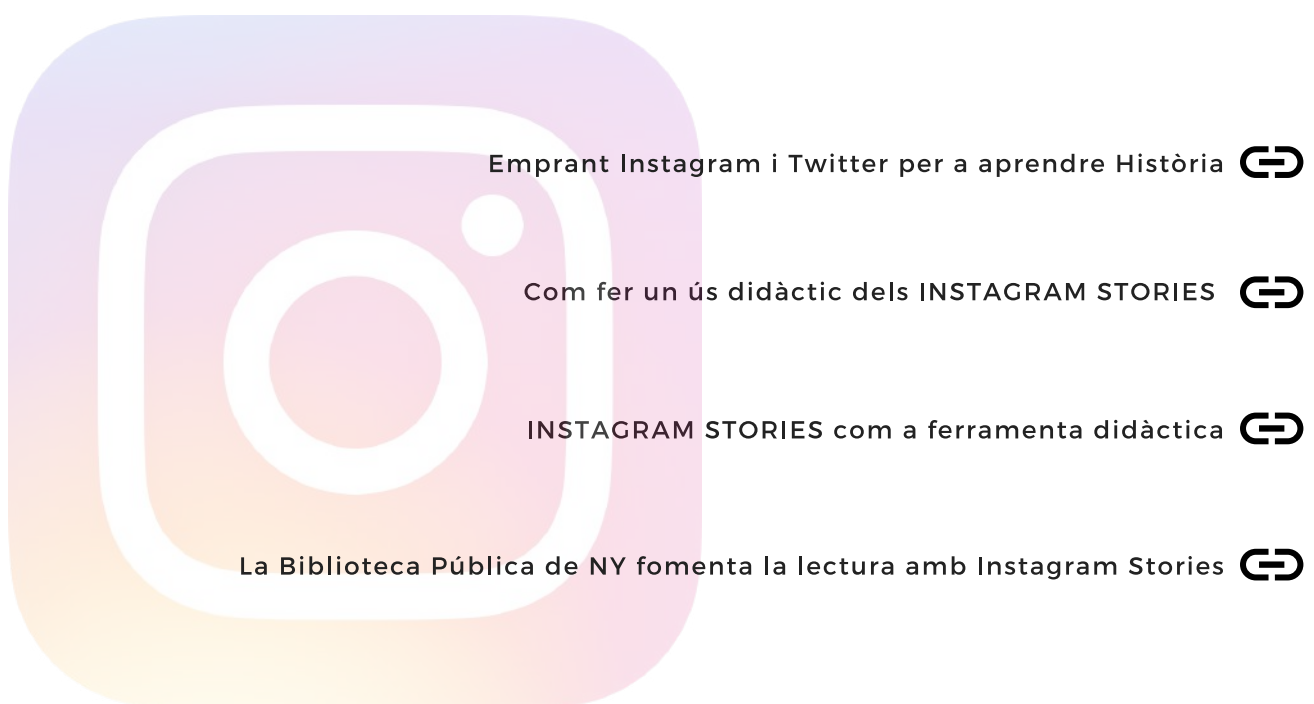 Emprant Instagram i Twitter per a aprendre Història
Com fer un ús didàctic dels INSTAGRAM STORIES
INSTAGRAM STORIES com a ferramenta didàctica
La Biblioteca Pública de NY fomenta la lectura amb Instagram Stories